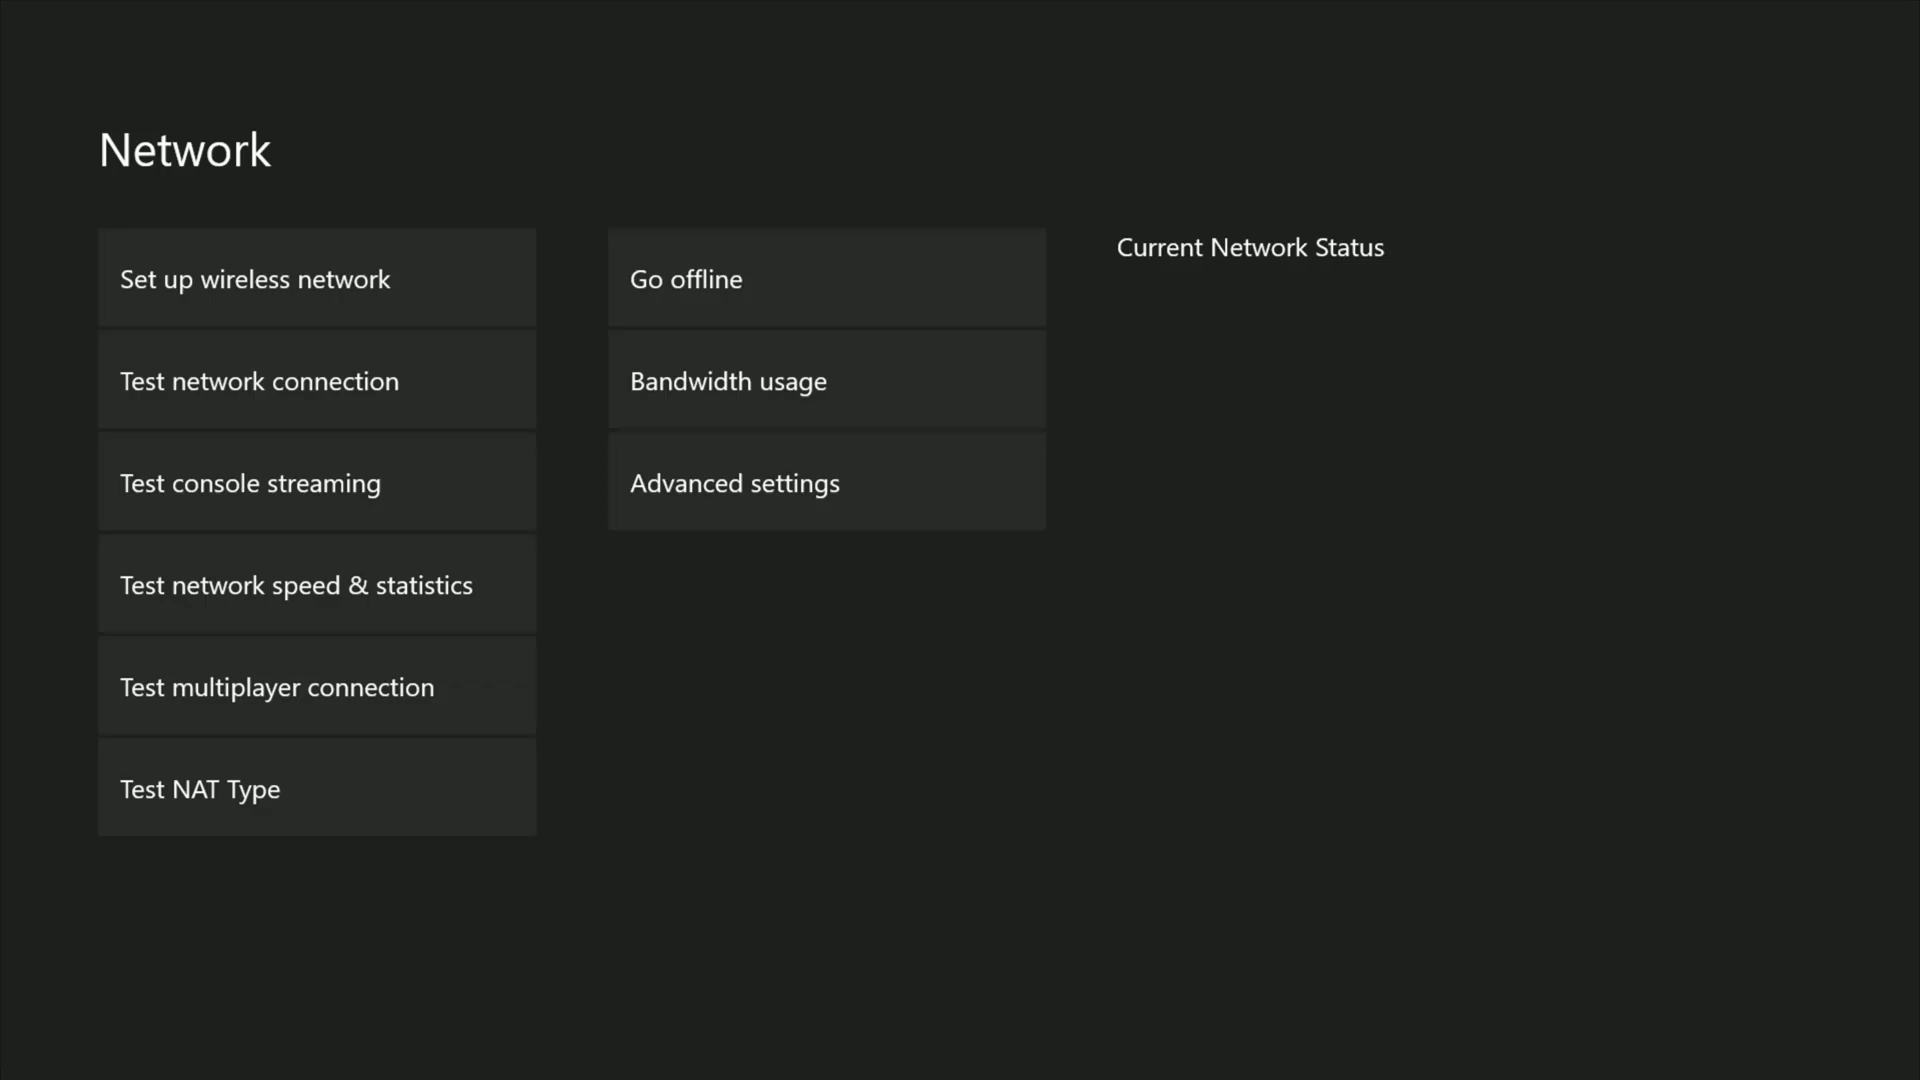 Network
Set up wireless network
Test network connection
Test console streaming
Test network speed & statistics
Test multiplayer connection
Test NAT Type
Go offline
Bandwidth usage
Advanced settings
Current Network Status